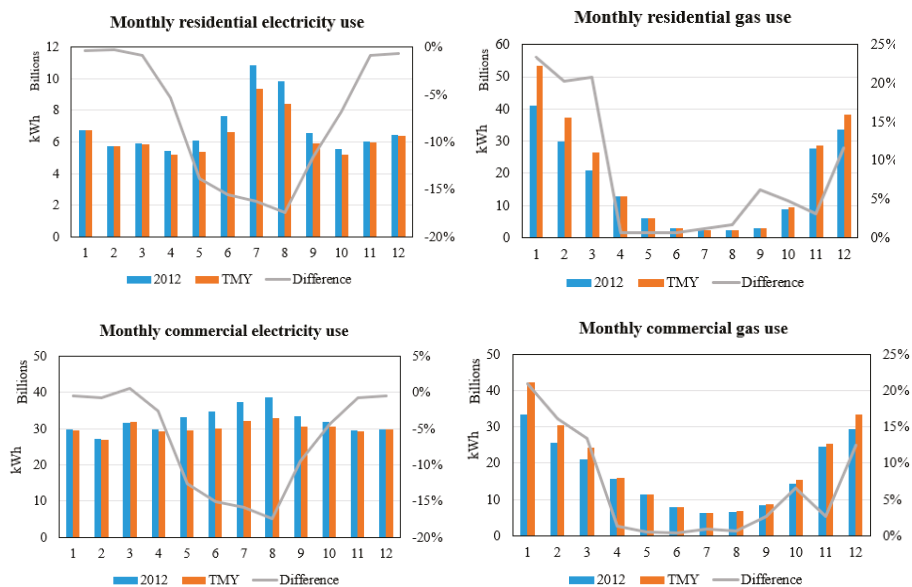 Monthly residential electricity use
Billions
kWh
12
10
8
6
4
2
0
0%
-5%
-10%
-15%
-20%
1 2 3 4 5 6 7 8 9 10 11 12
2012 TMY Difference
Monthly residential gas use
Billions
kWh
60
50
40
30
20
10
0
25%
20%
15%
10%
5%
0%
1 2 3 4 5 6 7 8 9 10 11 12
2012 TMY Difference
Monthly commercial electricity use
Billions
kWh
50
40
30
20
10
0
5%
0%
-5%
-10%
-15%
-20%
1 2 3 4 5 6 7 8 9 10 11 12
2012 TMY Difference
Monthly commercial gas use
Billions
kWh
50
40
30
20
10
0
25%
20%
15%
10%
5%
0%
1 2 3 4 5 6 7 8 9 10 11 12
2012 TMY Difference